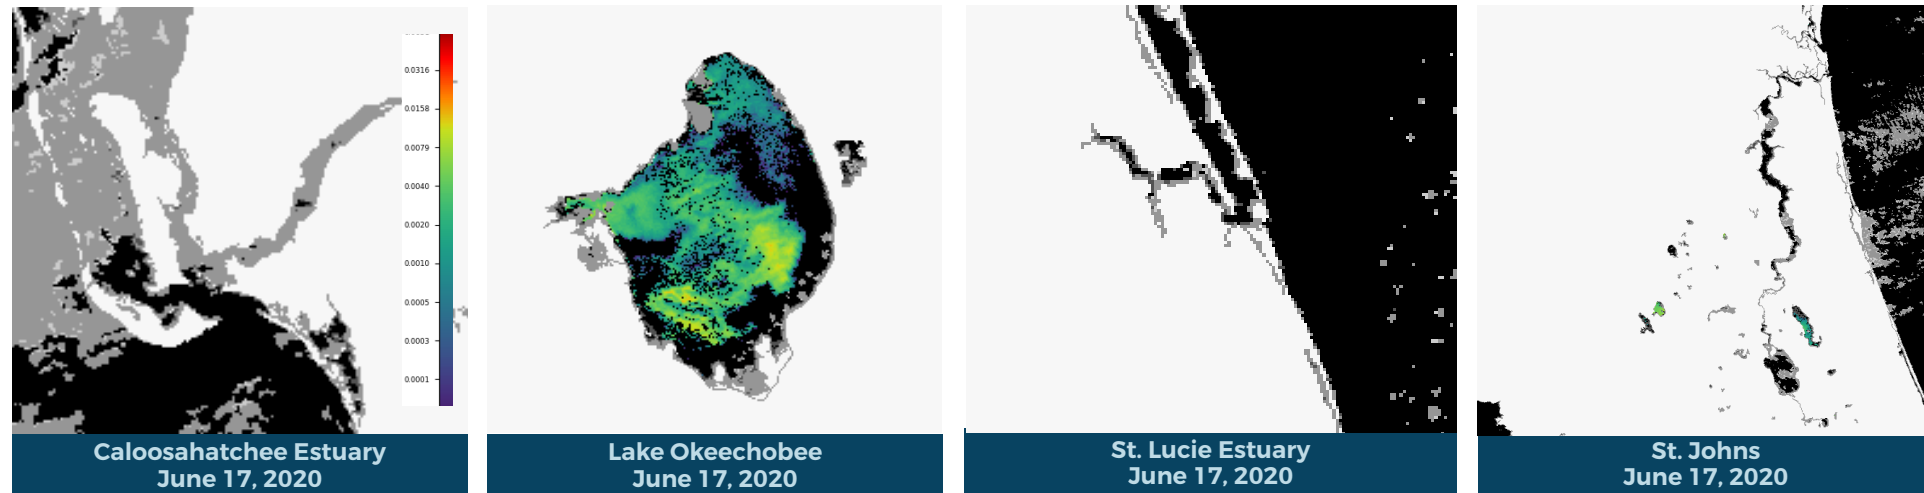 0.0316
0.0158
0.0079
0.0040
0.0020
0.0010
0.0005
0.0003
0.0001
Caloosahatchee Estuary
June 17, 2020
Lake Okeechobee
June 17, 2020
St. Lucie Estuary
June 17, 2020
St. Johns
June 17, 2020